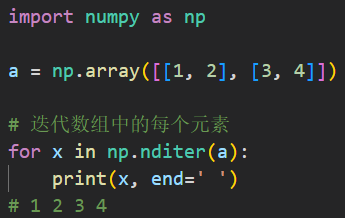 import numpy as np
a = np.array([[1, 2], [3, 4]])
# 迭代数组中的每个元素
for x in np.nditer(a):
    print(x, end=' ')
# 1 2 3 4